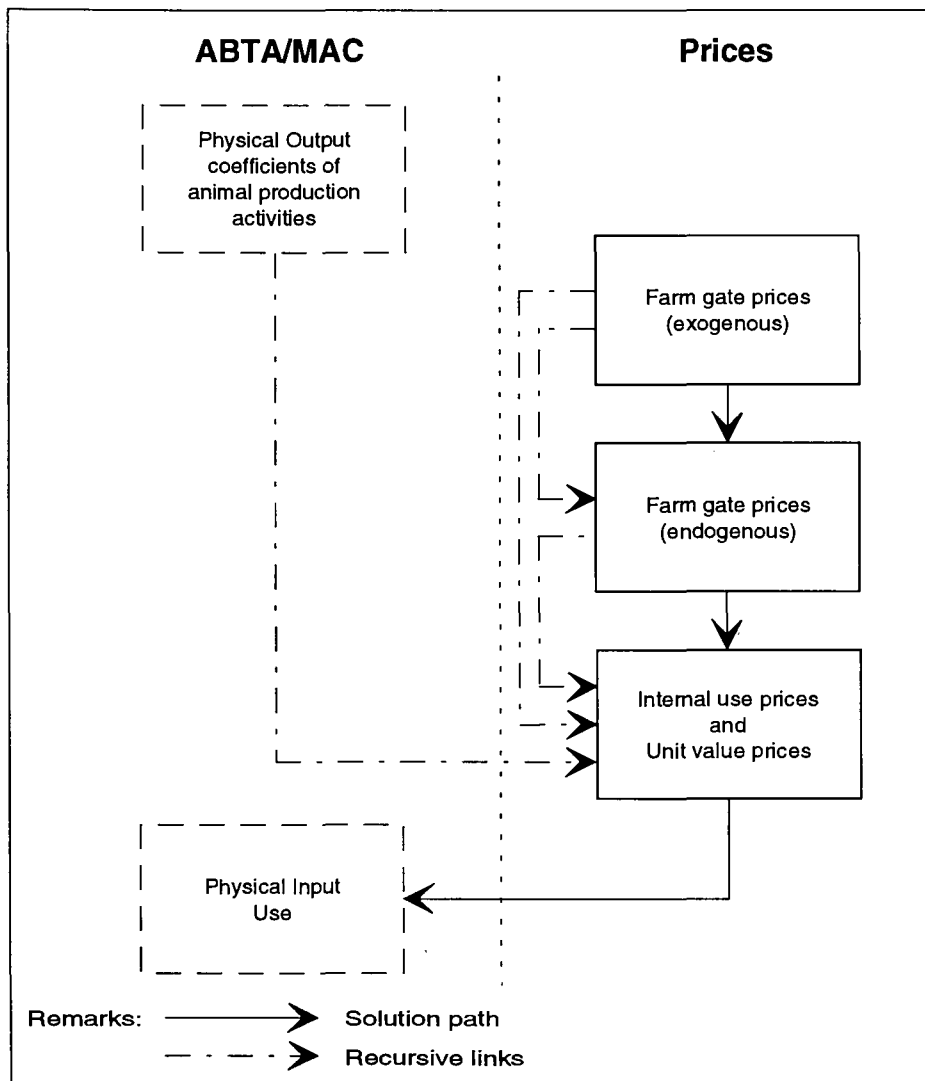 ABTA/MAC
Prices
Physical Output
coefficients of
animal production
activities
Farm gate prices
(exogenous)
Farm gate prices
(endogenous)
Internal use prices
and
Unit value prices
Physical Input
Use
Remarks:
Solution path
Recursive links